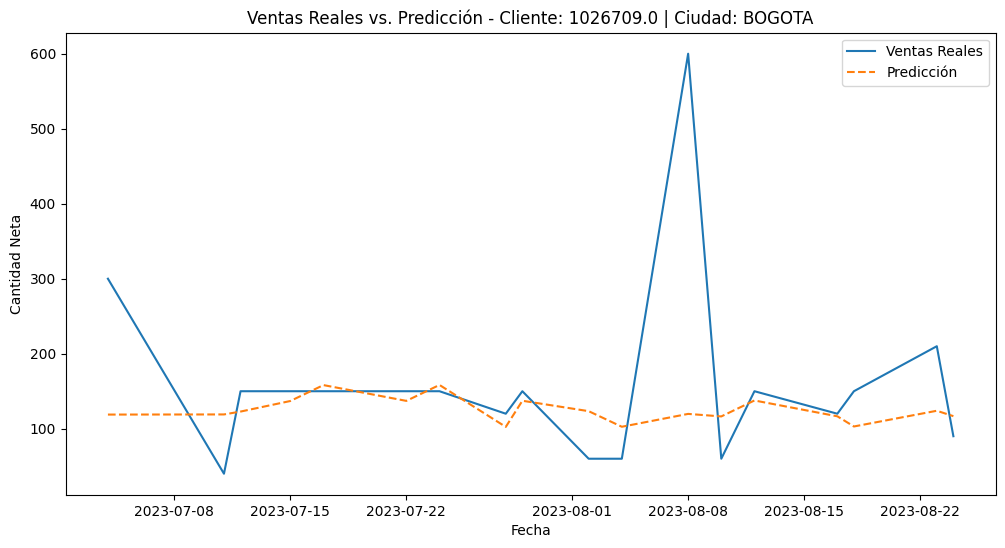 Ventas Reales vs. Predicción - Cliente: 1026709.0 | Ciudad: BOGOTA
Ventas Reales
Predicción
600
500
400
300
200
100
Cantidad Neta
2023-07-08 2023-07-15 2023-07-22 2023-08-01 2023-08-08 2023-08-15 2023-08-22
Fecha